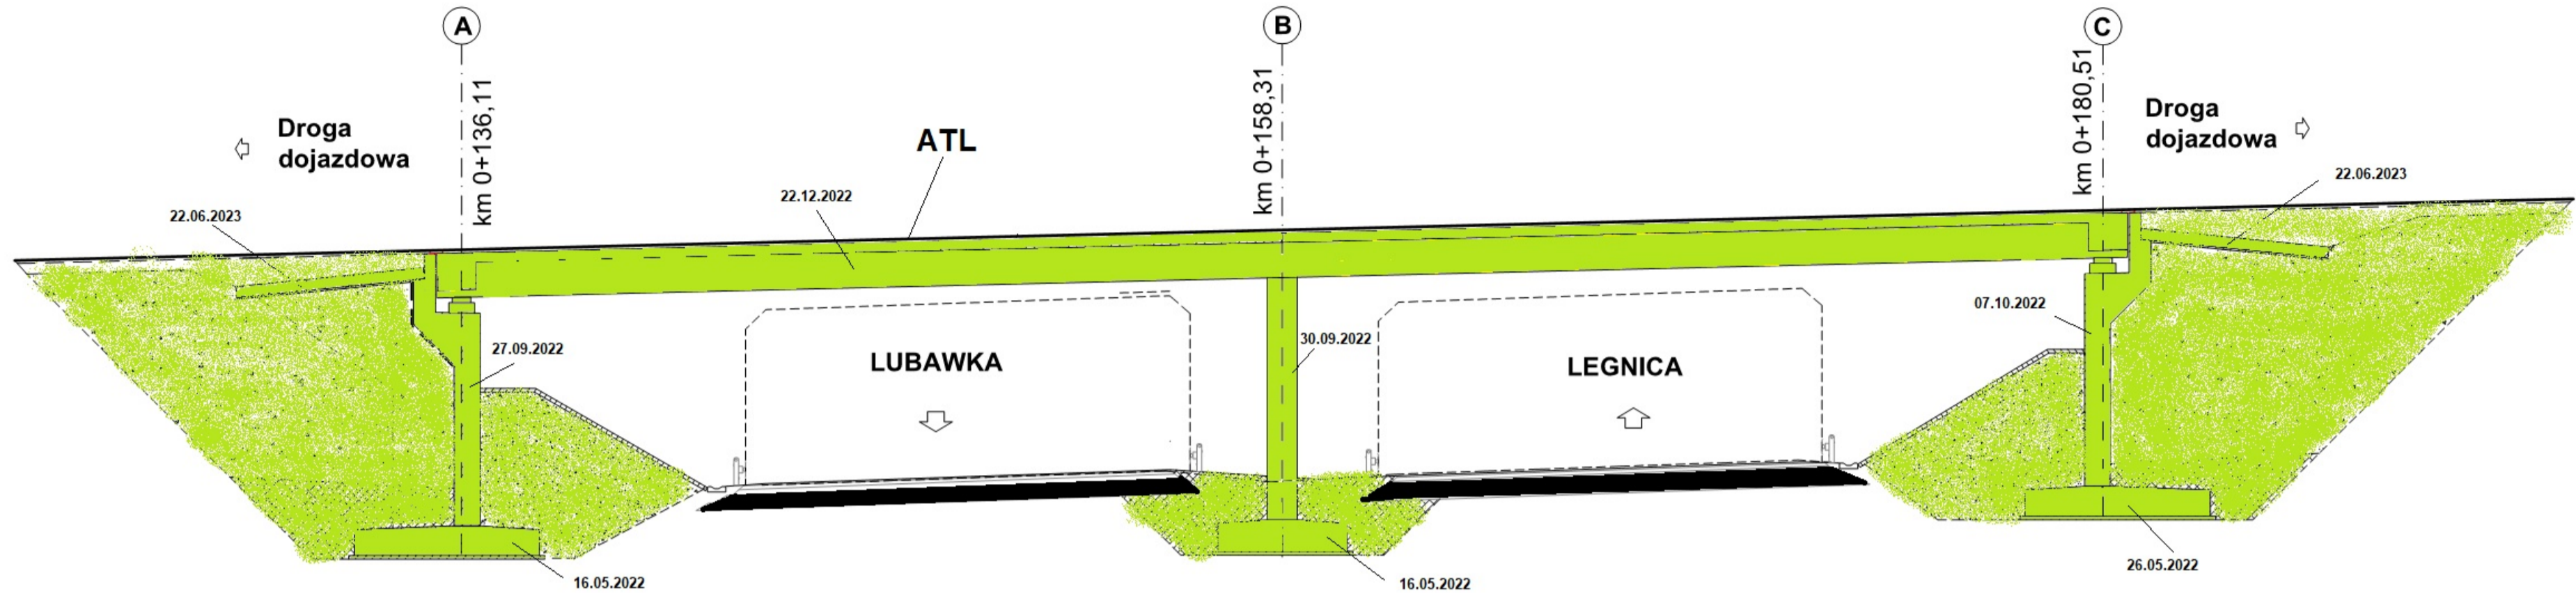 A
B
C
km 0+136,11
km 0+158,31
km 0+180,51
Droga
dojazdowa
ATL
Droga
dojazdowa
22.12.2022
22.06.2023
22.06.2023
27.09.2022
30.09.2022
07.10.2022
LUBAWKA
LEGNICA
16.05.2022
16.05.2022
26.05.2022